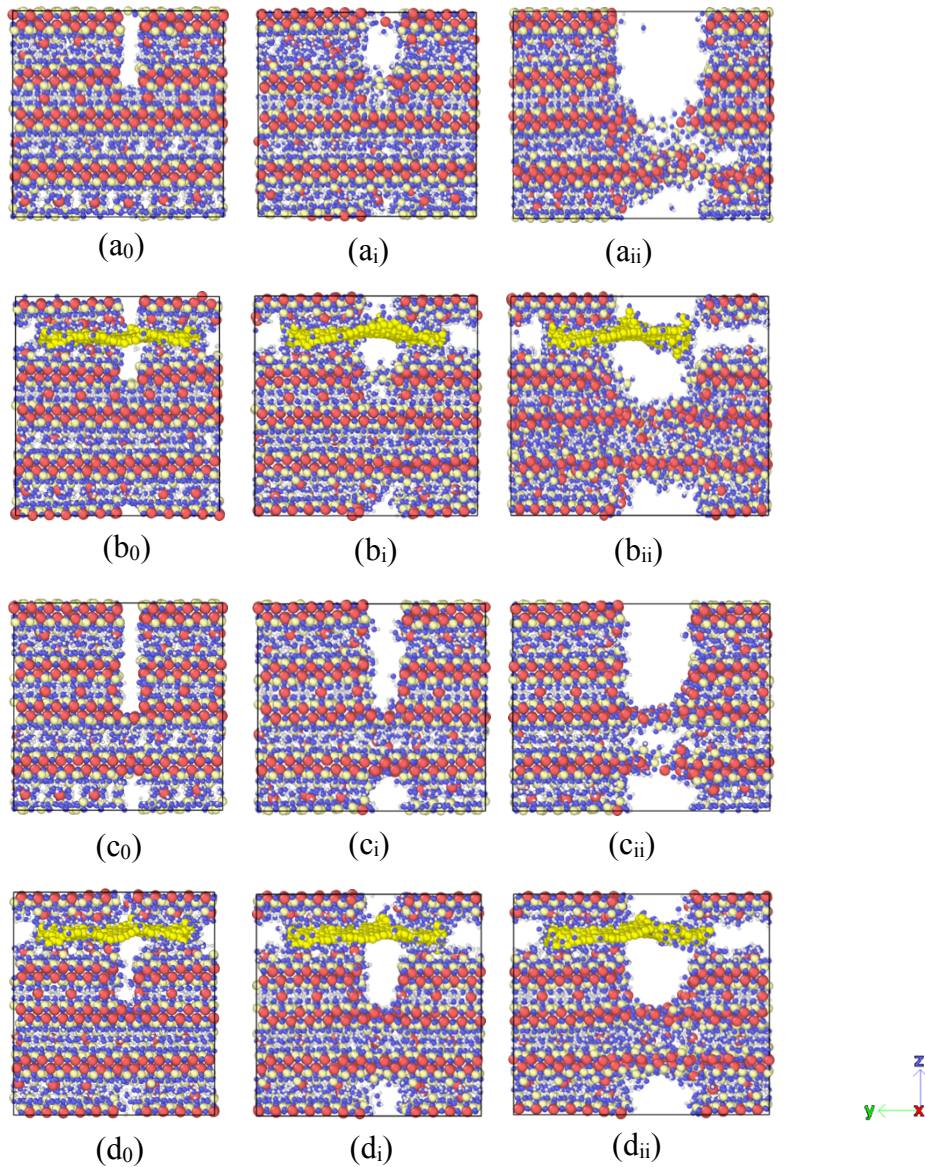 (a0) (ai) (aii)
(b0) (bi) (bii)
(c0) (ci) (cii)
z
y x
(d0) (di) (dii)